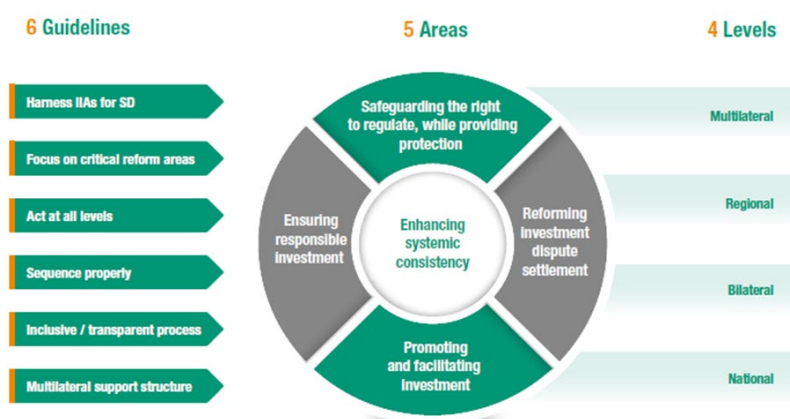 6 Guidelines
Harness IIAs for SD
Focus on critical reform areas
Act at all levels
Sequence properly
Inclusive / transparent process
Multilateral support structure
5 Areas
Safeguarding the right
to regulate, while providing
protection
Ensuring
responsible
investment
Enhancing
systemic
consistency
Reforming
investment
dispute
settlement
Promoting
and facilitating
investment
4 Levels
Multilateral
Regional
Bilateral
National